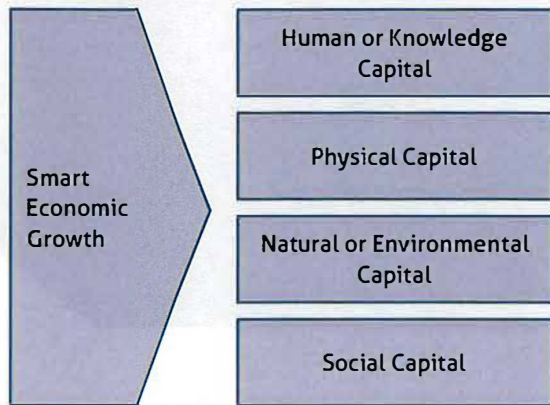 Smart
Economic
Growth
Human or Knowledge
Capital
Physical Capital
Natural or Environmental
Capital
Social Capital